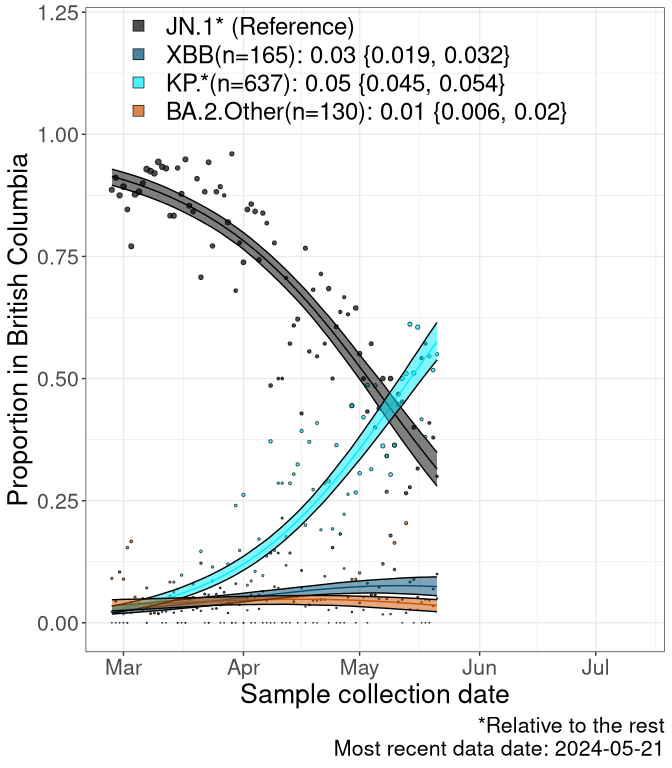 JN.1* (Reference)
XBB(n=165): 0.03 {0.019, 0.032}
KP.*(n=637): 0.05 {0.045, 0.054}
BA.2.Other(n=130): 0.01 {0.006, 0.02}
1.25
1.00
0.75
0.50
0.25
0.00
Proportion in British Columbia
Mar Apr May Jun Jul
Sample collection date
*Relative to the rest
Most recent data date: 2024-05-21